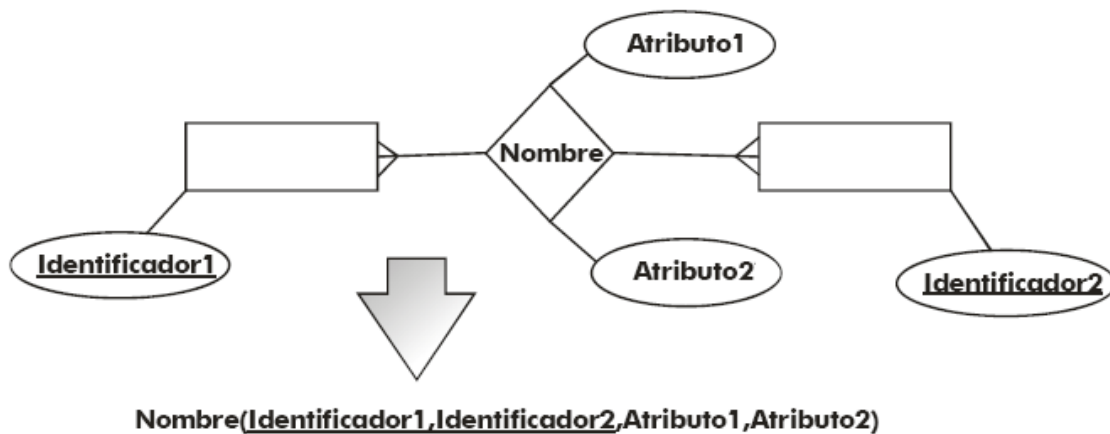 Atributo1
Nombre
Identificador1
Atributo2
Identificador2
Nombre(Identificador1,Identificador2,Atributo1,Atributo2)